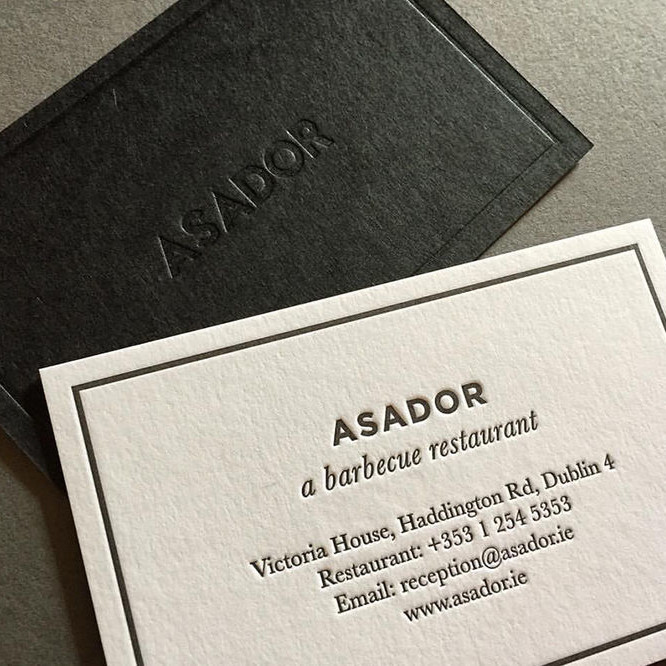 ASADOR
ASADOR
a barbecue restaurant
Victoria House, Haddington Rd, Dublin 4
Restaurant: +353 1 254 5353
Email: reception@asador.ie
www.asador.ie